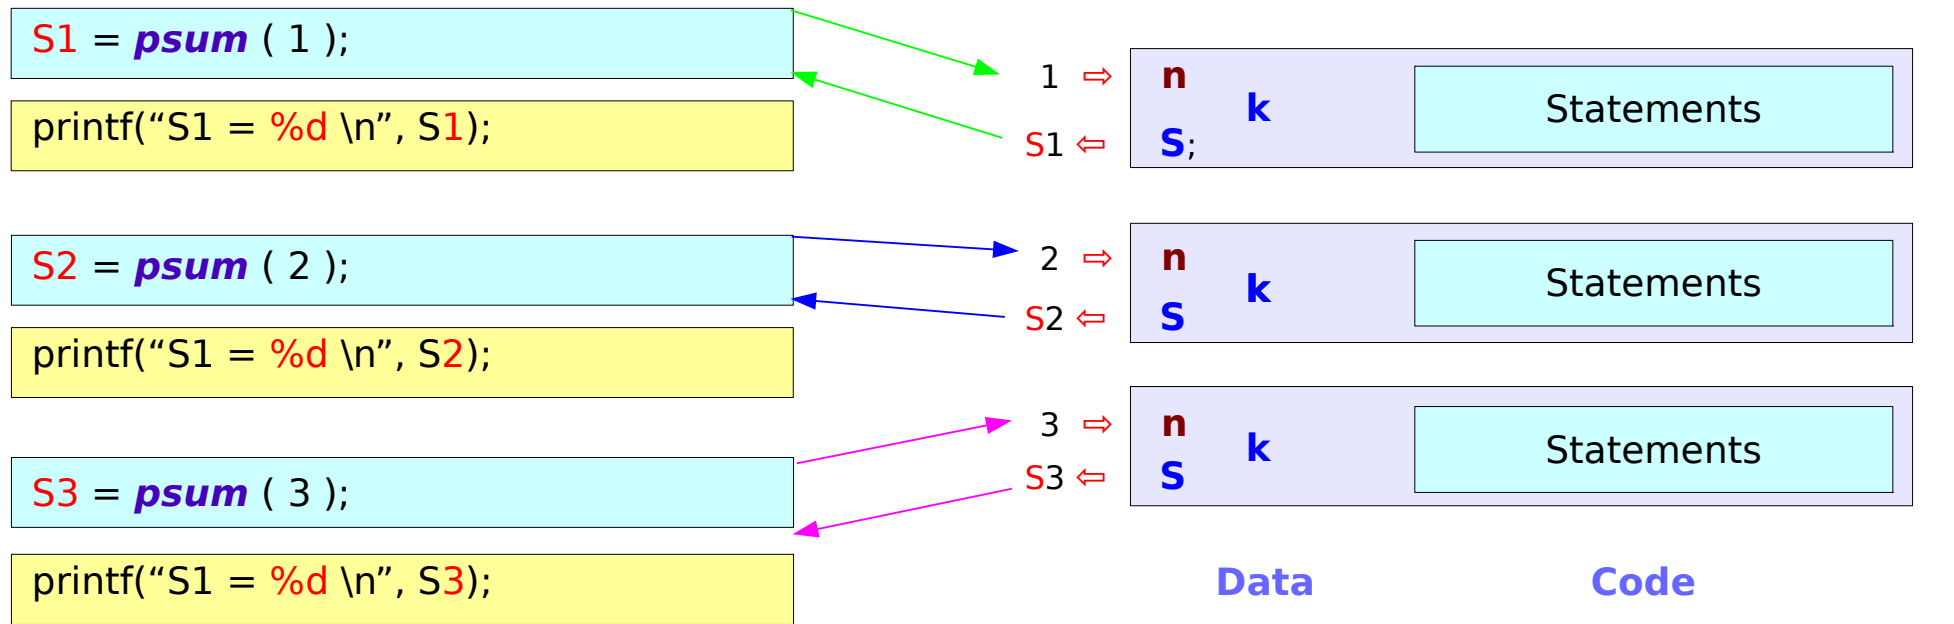 S1 = psum ( 1 );
printf(“S1 = %d \n”, S1);
1 ⇨ n
k
S1 ⇦ S;
Statements
S2 = psum ( 2 );
printf(“S1 = %d \n”, S2);
2 ⇨ n
k
S2 ⇦ S
Statements
S3 = psum ( 3 );
printf(“S1 = %d \n”, S3);
3 ⇨ n
k
S3 ⇦ S
Statements
Data
Code